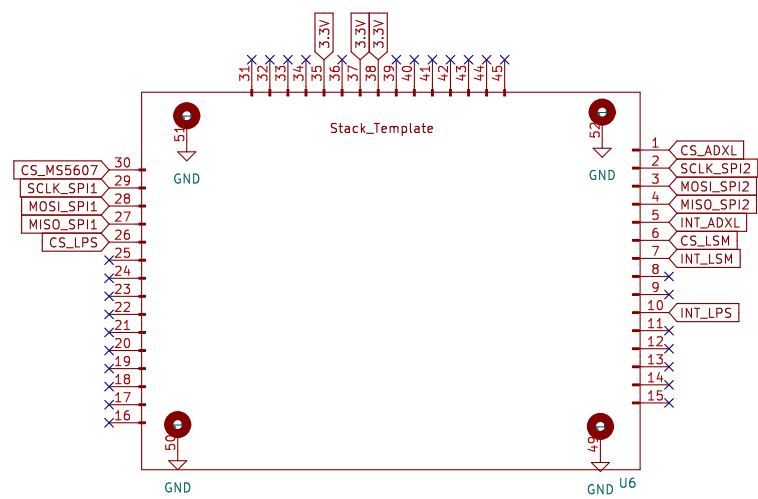 3.3V
3.3V
3.3V
31
32
33
34
35
36
37
38
39
40
41
42
43
44
45
51
52
Stack_Template
GND
GND
30 CS_MS5607
29 SCLK_SPI1
28 MOSI_SPI1
27 MISO_SPI1
26 CS_LPS
25
24
23
22
21
20
19
18
17
16
1 CS_ADXL
2 SCLK_SPI2
3 MOSI_SPI2
4 MISO_SPI2
5 INT_ADXL
6 CS_LSM
7 INT_LSM
8
9
10 INT_LPS
11
12
13
14
15
50
49
GND
GND
U6